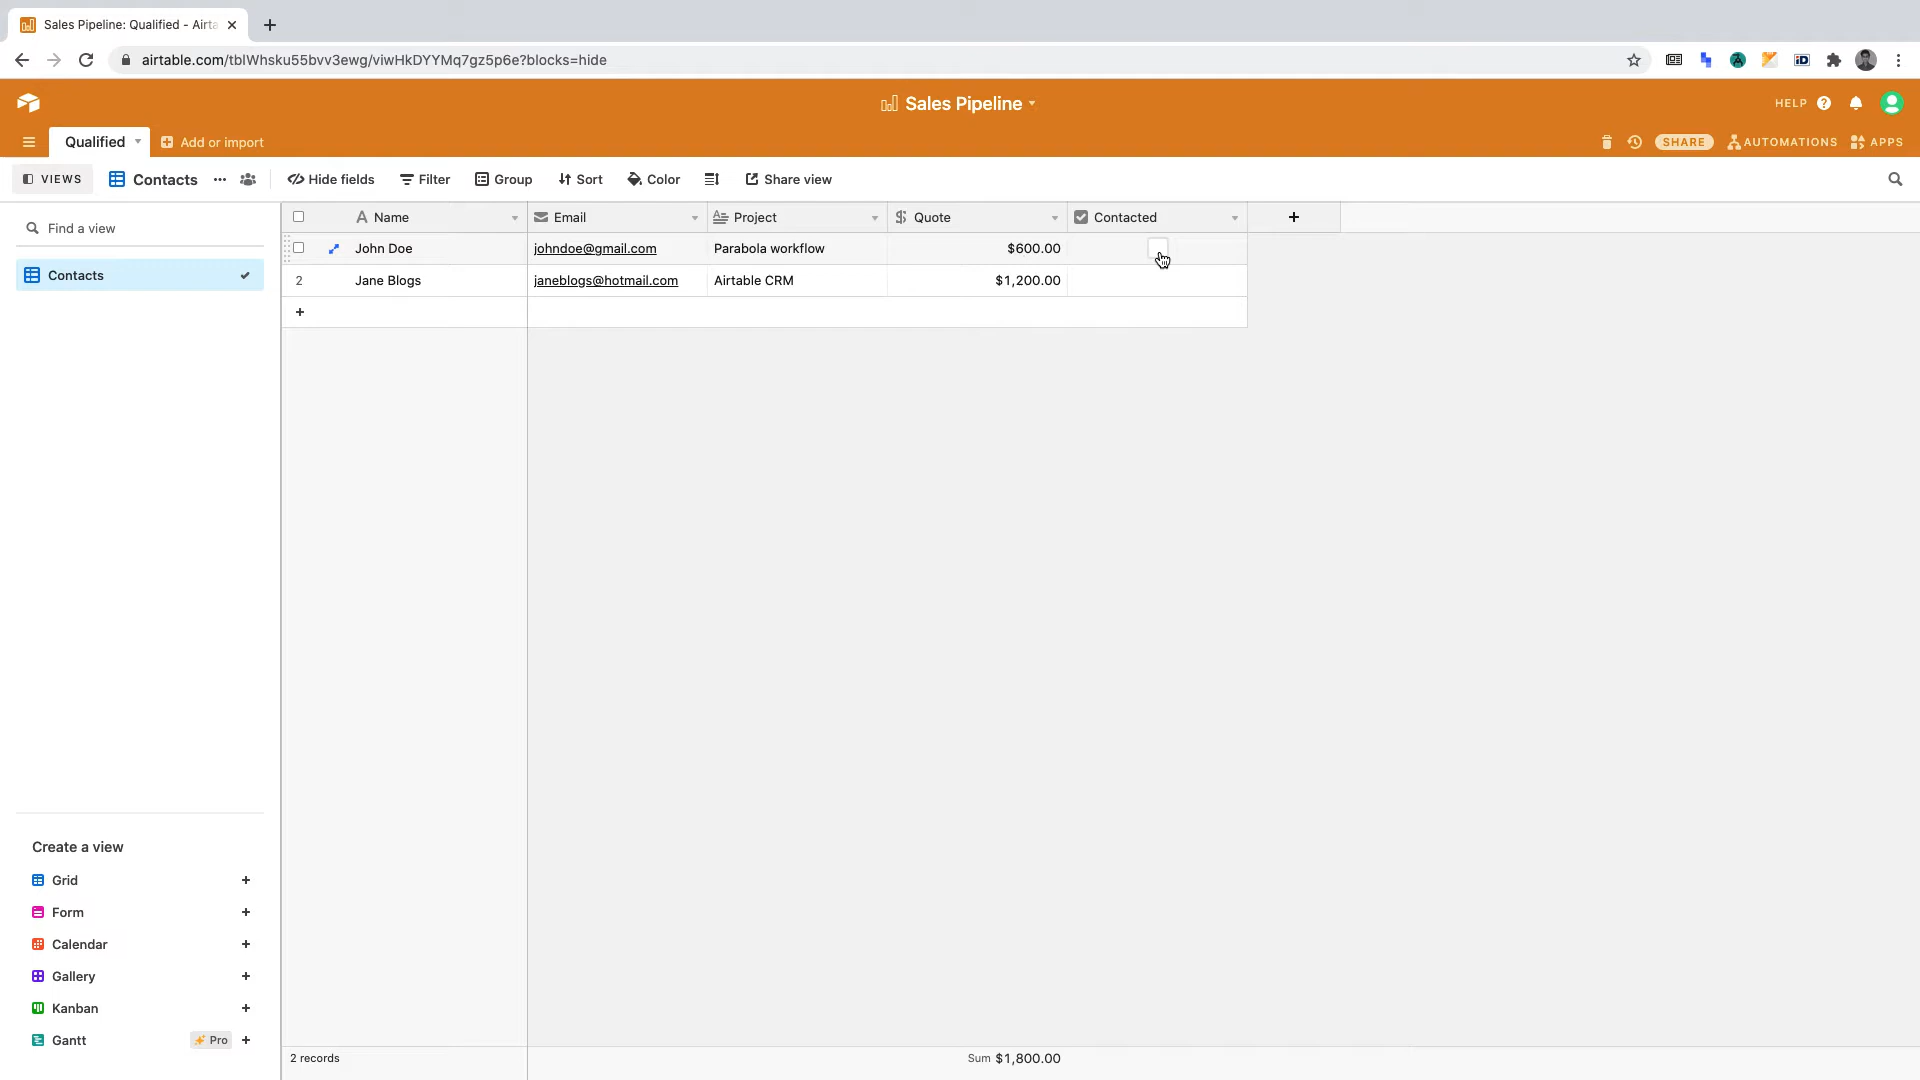 Sales Pipeline: Qualified - Airta
airtable.com/tblWhsku55bvv3ewg/viwHkDYYMq7gz5p6e?blocks=hide
Sales Pipeline
HELP
Qualified
Add or import
SHARE
AUTOMATIONS
APPS
VIEWS
Contacts
Hide fields
Filter
Group
Sort
Color
Share view
Find a view
Contacts
Name
Email
Project
Quote
Contacted
John Doe
johndoe@gmail.com
Parabola workflow
$600.00
2
Jane Blogs
janeblogs@hotmail.com
Airtable CRM
$1,200.00
Create a view
Grid
Form
Calendar
Gallery
Kanban
Gantt
Pro
2 records
Sum $1,800.00